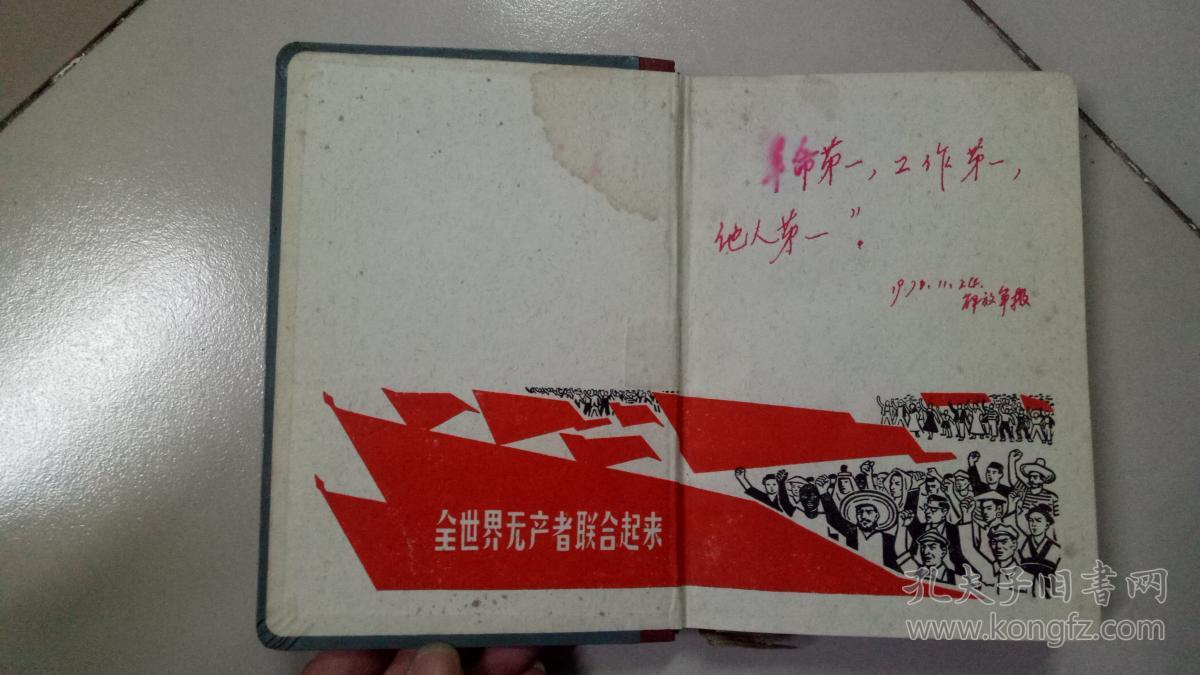 革命第一，工作第一，
他人第一”．
1970.11.24.
解放军报
全世界无产者联合起来
孔夫子旧书网
www.kongfz.com